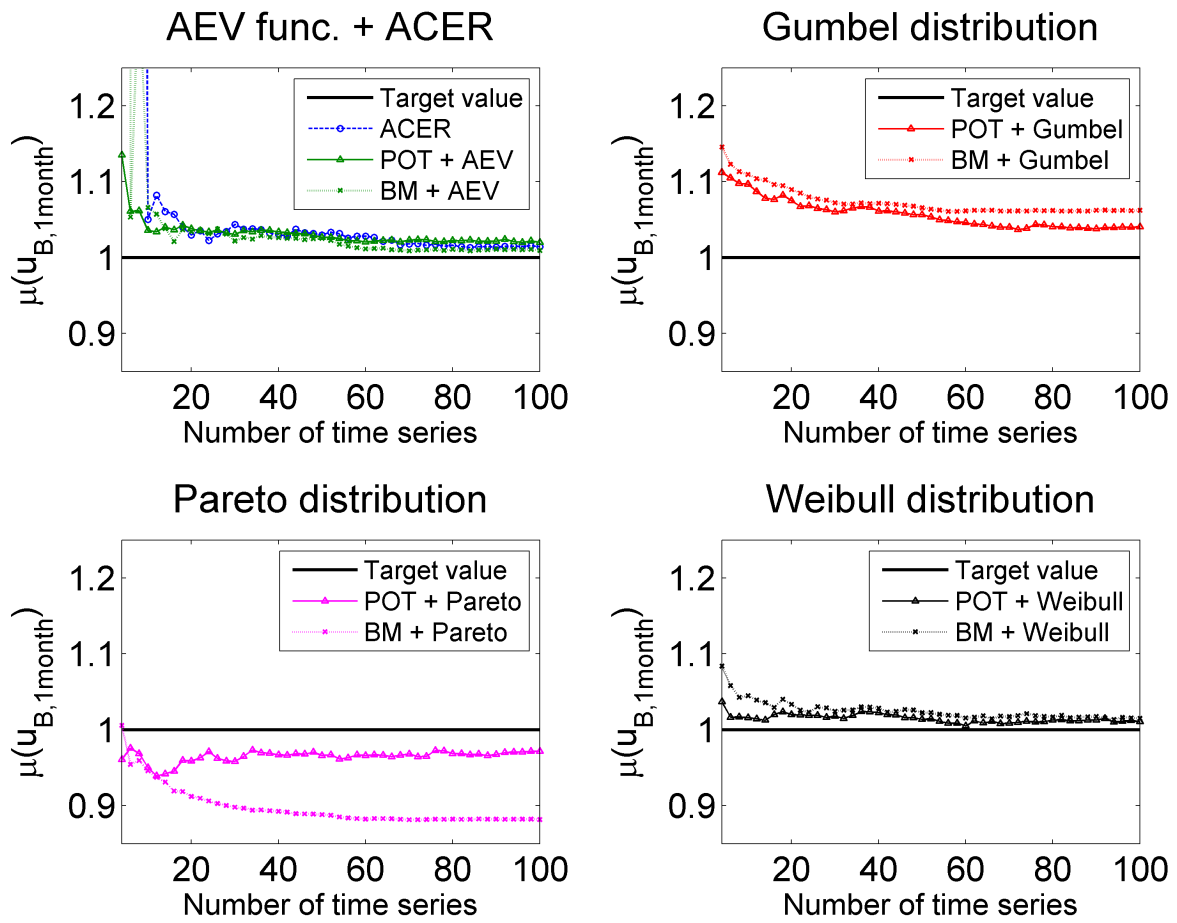 AEV func. + ACER
Target value
ACER
POT + AEV
BM + AEV
1.2
1.1
1
0.9
μ(u_B,1month)
20 40 60 80 100
Number of time series
Gumbel distribution
Target value
POT + Gumbel
BM + Gumbel
1.2
1.1
1
0.9
μ(u_B,1month)
20 40 60 80 100
Number of time series
Pareto distribution
Target value
POT + Pareto
BM + Pareto
1.2
1.1
1
0.9
μ(u_B,1month)
20 40 60 80 100
Number of time series
Weibull distribution
Target value
POT + Weibull
BM + Weibull
1.2
1.1
1
0.9
μ(u_B,1month)
20 40 60 80 100
Number of time series